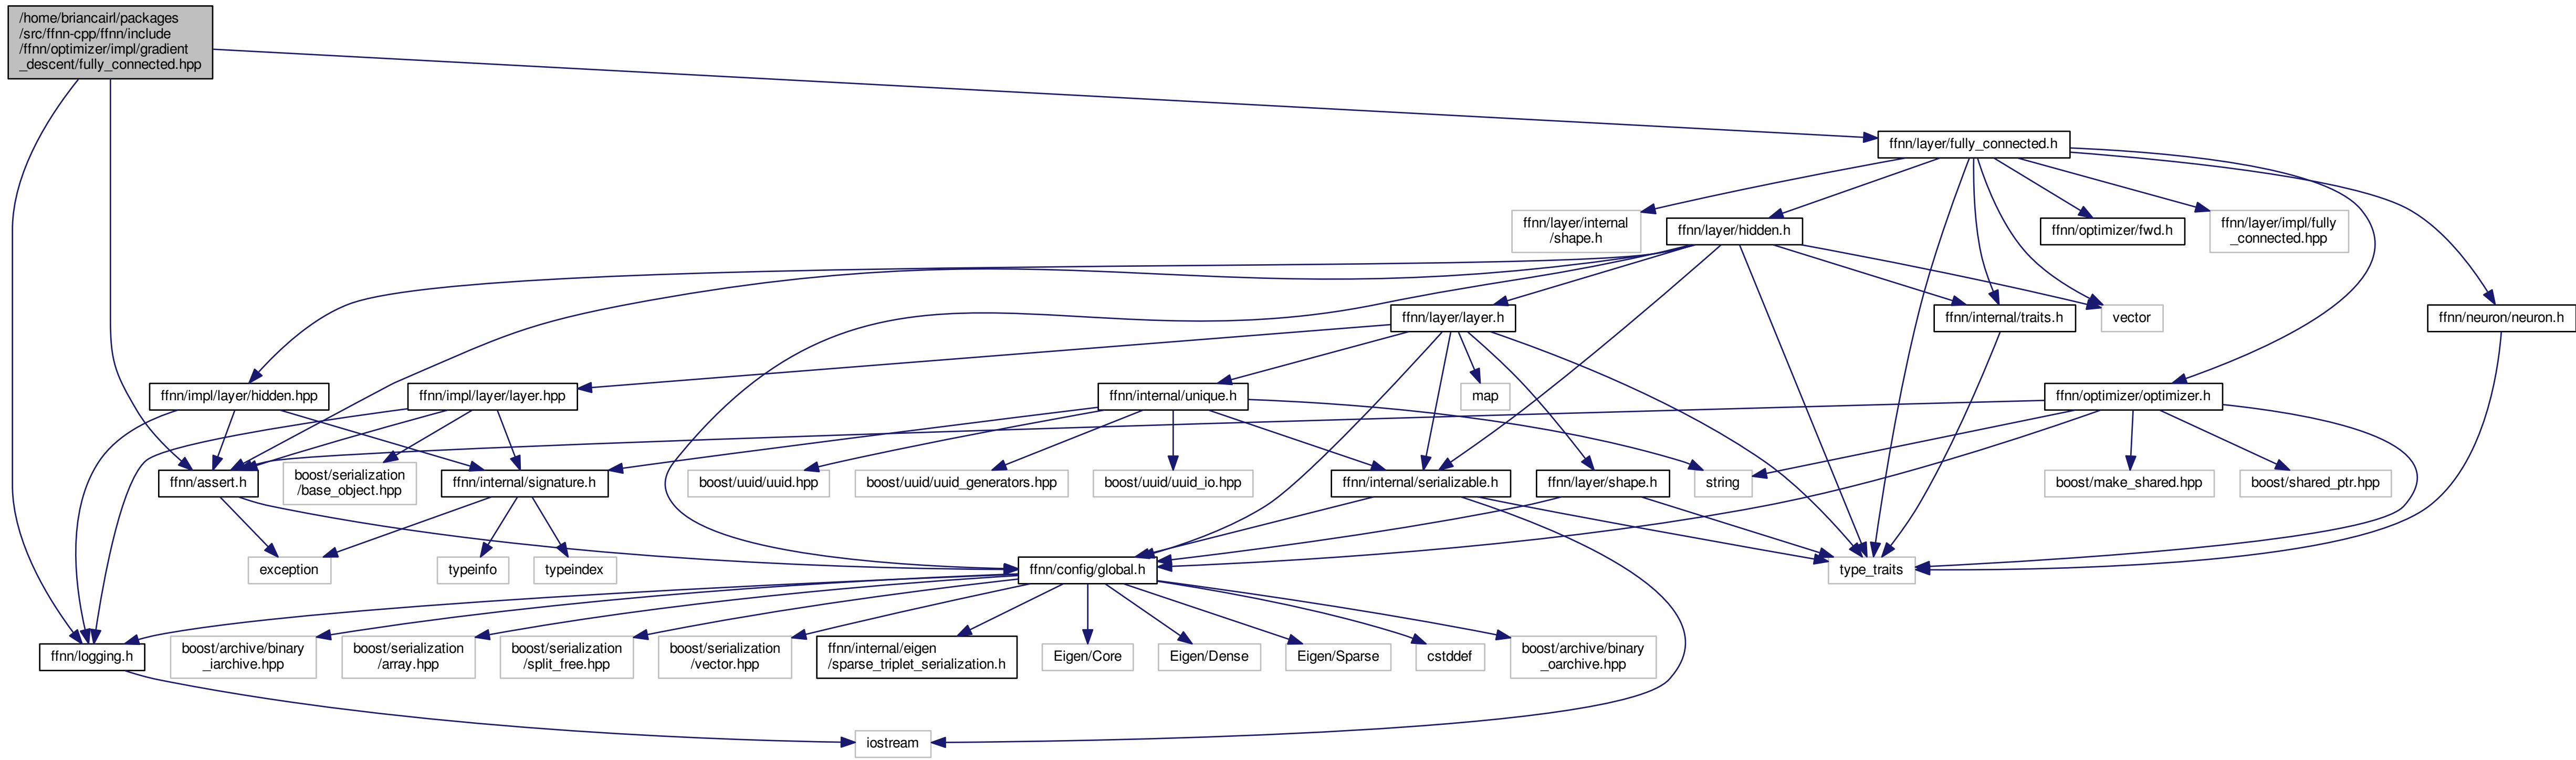 /home/briancairl/packages
/src/ffnn-cpp/ffnn/include
/ffnn/optimizer/impl/gradient
_descent/fully_connected.hpp
ffnn/layer/fully_connected.h
ffnn/layer/internal
/shape.h
ffnn/layer/hidden.h
ffnn/optimizer/fwd.h
ffnn/layer/impl/fully
_connected.hpp
ffnn/layer/layer.h
ffnn/internal/traits.h
vector
ffnn/neuron/neuron.h
ffnn/impl/layer/hidden.hpp
ffnn/impl/layer/layer.hpp
ffnn/internal/unique.h
map
ffnn/optimizer/optimizer.h
ffnn/assert.h
boost/serialization
/base_object.hpp
ffnn/internal/signature.h
boost/uuid/uuid.hpp
boost/uuid/uuid_generators.hpp
boost/uuid/uuid_io.hpp
ffnn/internal/serializable.h
ffnn/layer/shape.h
string
boost/make_shared.hpp
boost/shared_ptr.hpp
exception
typeinfo
typeindex
ffnn/config/global.h
type_traits
ffnn/logging.h
boost/archive/binary
_iarchive.hpp
boost/serialization
/array.hpp
boost/serialization
/split_free.hpp
boost/serialization
/vector.hpp
ffnn/internal/eigen
/sparse_triplet_serialization.h
Eigen/Core
Eigen/Dense
Eigen/Sparse
cstddef
boost/archive/binary
_oarchive.hpp
iostream